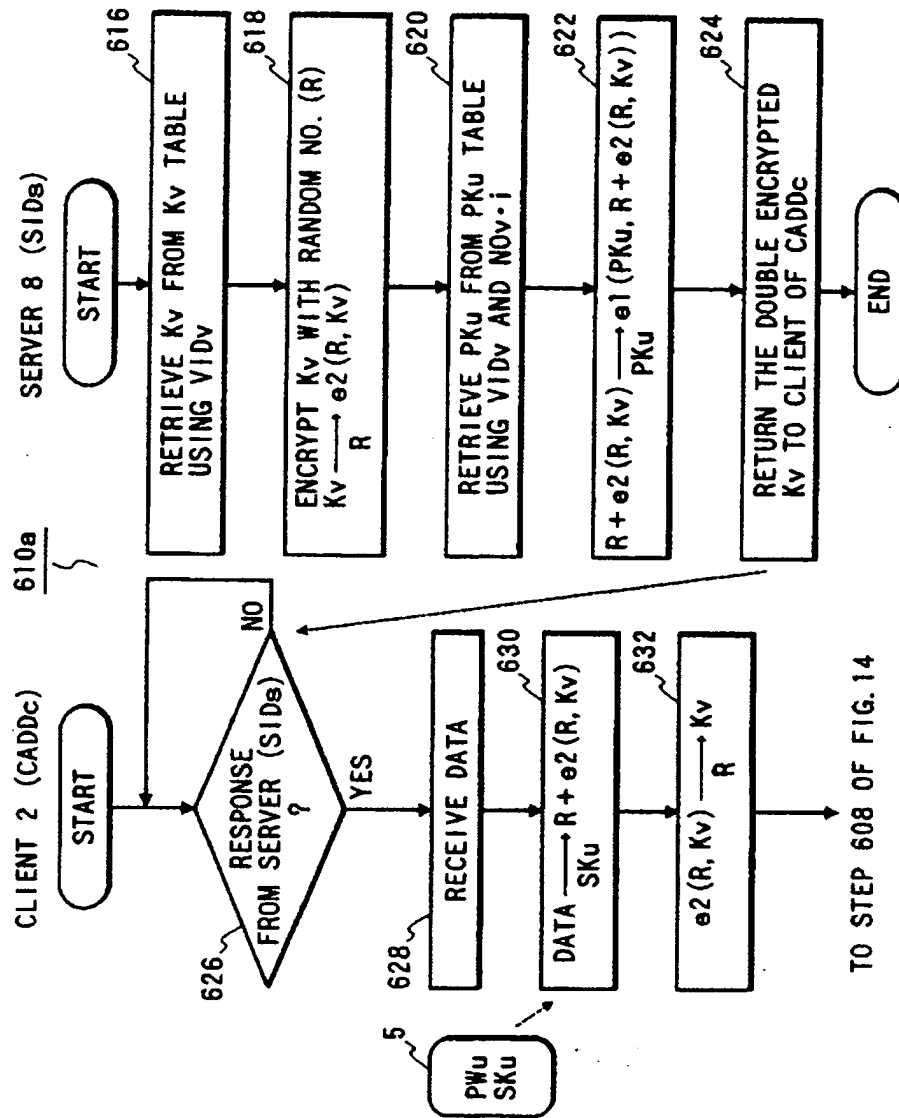 610a
CLIENT 2 (CADDc)
START
626
RESPONSE
FROM SERVER (SIDs)
?
NO
YES
628
RECEIVE DATA
5
PWu
SKu
630
DATA ⟶ R + e2 (R, Kv)
SKu
632
e2 (R, Kv) ⟶ Kv
R
TO STEP 608 OF FIG. 14
SERVER 8 (SIDs)
START
616
RETRIEVE Kv FROM Kv TABLE
USING VIDv
618
ENCRYPT Kv WITH RANDOM NO. (R)
Kv ⟶ e2 (R, Kv)
R
620
RETRIEVE PKu FROM PKu TABLE
USING VIDv AND NOv·i
622
R + e2 (R, Kv) ⟶ e1 (PKu, R + e2 (R, Kv)))
PKu
624
RETURN THE DOUBLE ENCRYPTED
Kv TO CLIENT OF CADDc
END